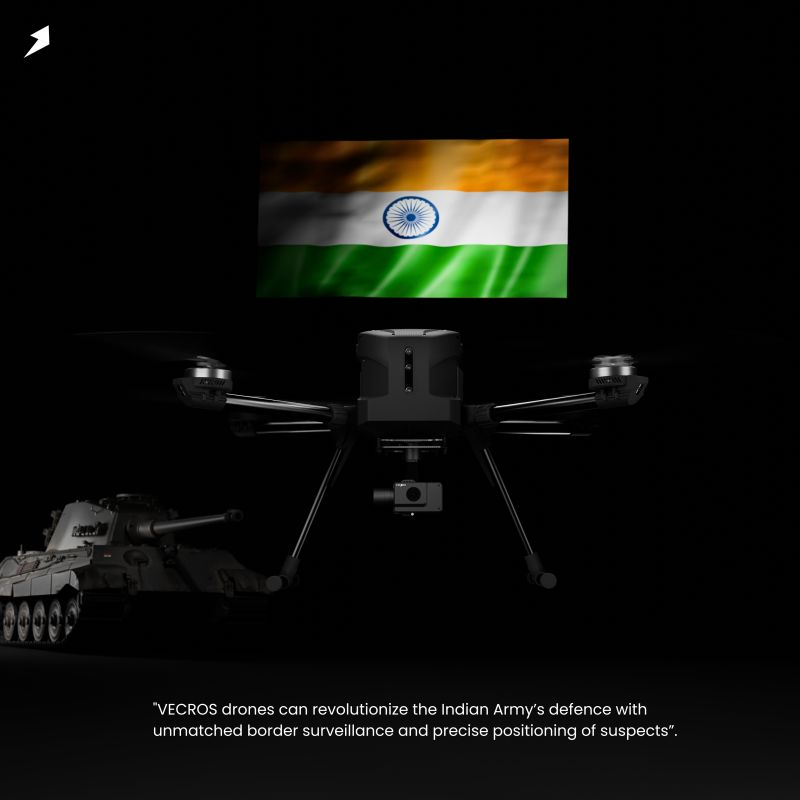 "VECROS drones can revolutionize the Indian Army’s defence with
unmatched border surveillance and precise positioning of suspects”.